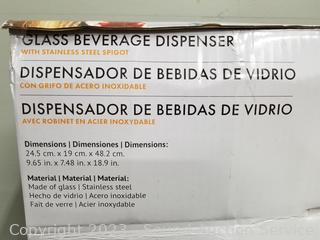 GLASS BEVERAGE DISPENSER
WITH STAINLESS STEEL SPIGOT
DISPENSADOR DE BEBIDAS DE VIDRIO
CON GRIFO DE ACERO INOXIDABLE
DISPENSADOR DE BEBIDAS DE VIDRIO
AVEC ROBINET EN ACIER INOXYDABLE
Dimensions | Dimensiones | Dimensions:
24.5 cm x 19 cm x 48.2 cm.
9.65 in. x 7.48 in x 18.9 in.
Material | Material | Material:
Made of glass | Stainless steel
Hecho de vidrio | Acero inoxidable
Fait de verre | Acier inoxydable